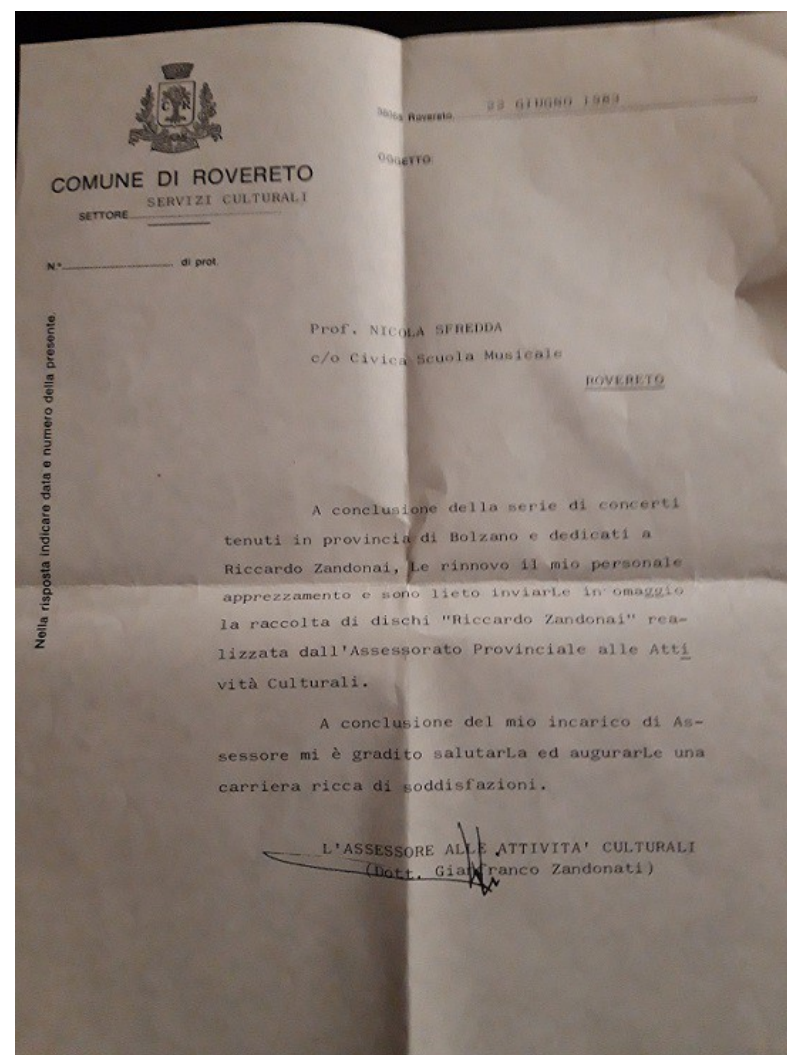 38068 Rovereto, 23 GIUGNO 1983
OGGETTO:
COMUNE DI ROVERETO
SERVIZI CULTURALI
SETTORE
N.° di prot.
Nella risposta indicare data e numero della presente.
Prof. NICOLA SFREDDA
c/o Civica Scuola Musicale
ROVERETO
A conclusione della serie di concerti
tenuti in provincia di Bolzano e dedicati a
Riccardo Zandonai, Le rinnovo il mio personale
apprezzamento e sono lieto inviarLe in omaggio
la raccolta di dischi "Riccardo Zandonai" rea-
lizzata dall'Assessorato Provinciale alle Atti
vità Culturali.
A conclusione del mio incarico di As-
sessore mi è gradito salutarLa ed augurarLe una
carriera ricca di soddisfazioni.
L'ASSESSORE ALLE ATTIVITA' CULTURALI
(Dott. Gianfranco Zandonati)